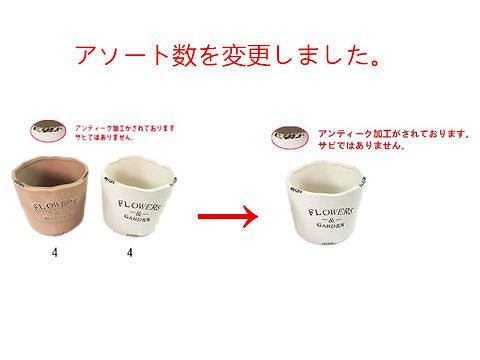 アソート数を変更しました。
アンティーク加工がされております
サビではありません。
アンティーク加工がされております。
サビではありません。
FLOWERS
&
GARDEN
FLOWERS
&
GARDEN
FLOWERS
&
GARDEN
4
4